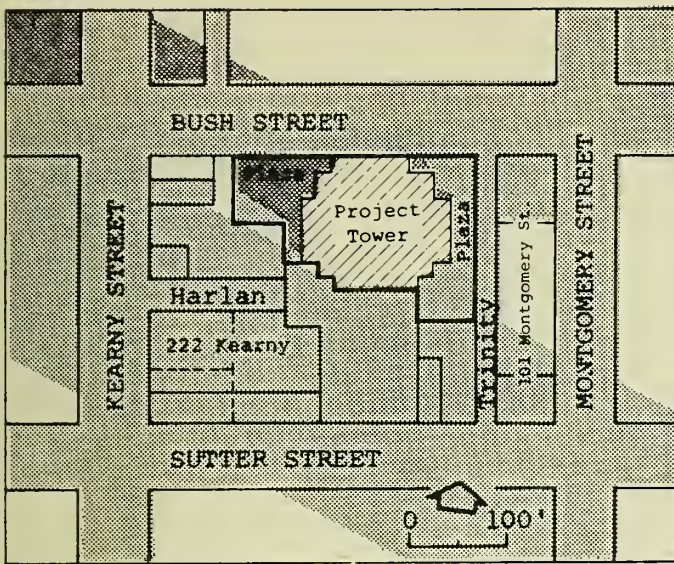 BUSH STREET
Plaza
Project
Tower
Plaza
KEARNY STREET
Harlan
222 Kearny
Trinity
101 Montgomery St.
MONTGOMERY STREET
SUTTER STREET
0 100'